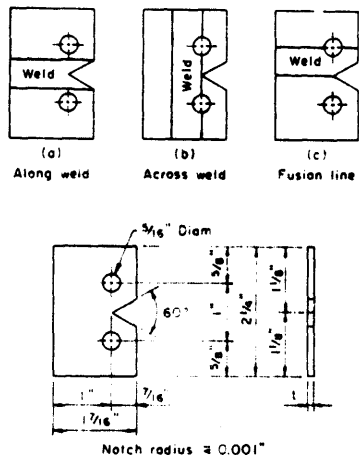 Weld
Weld
Weld
(a)
(b)
(c)
Along weld
Across weld
Fusion line
5/16" Diam
60°
5/8"
1"
5/8"
2 1/4"
1 1/8"
1 1/8"
1"
7/16"
1 7/16"
t
Notch radius ≅ 0.001"